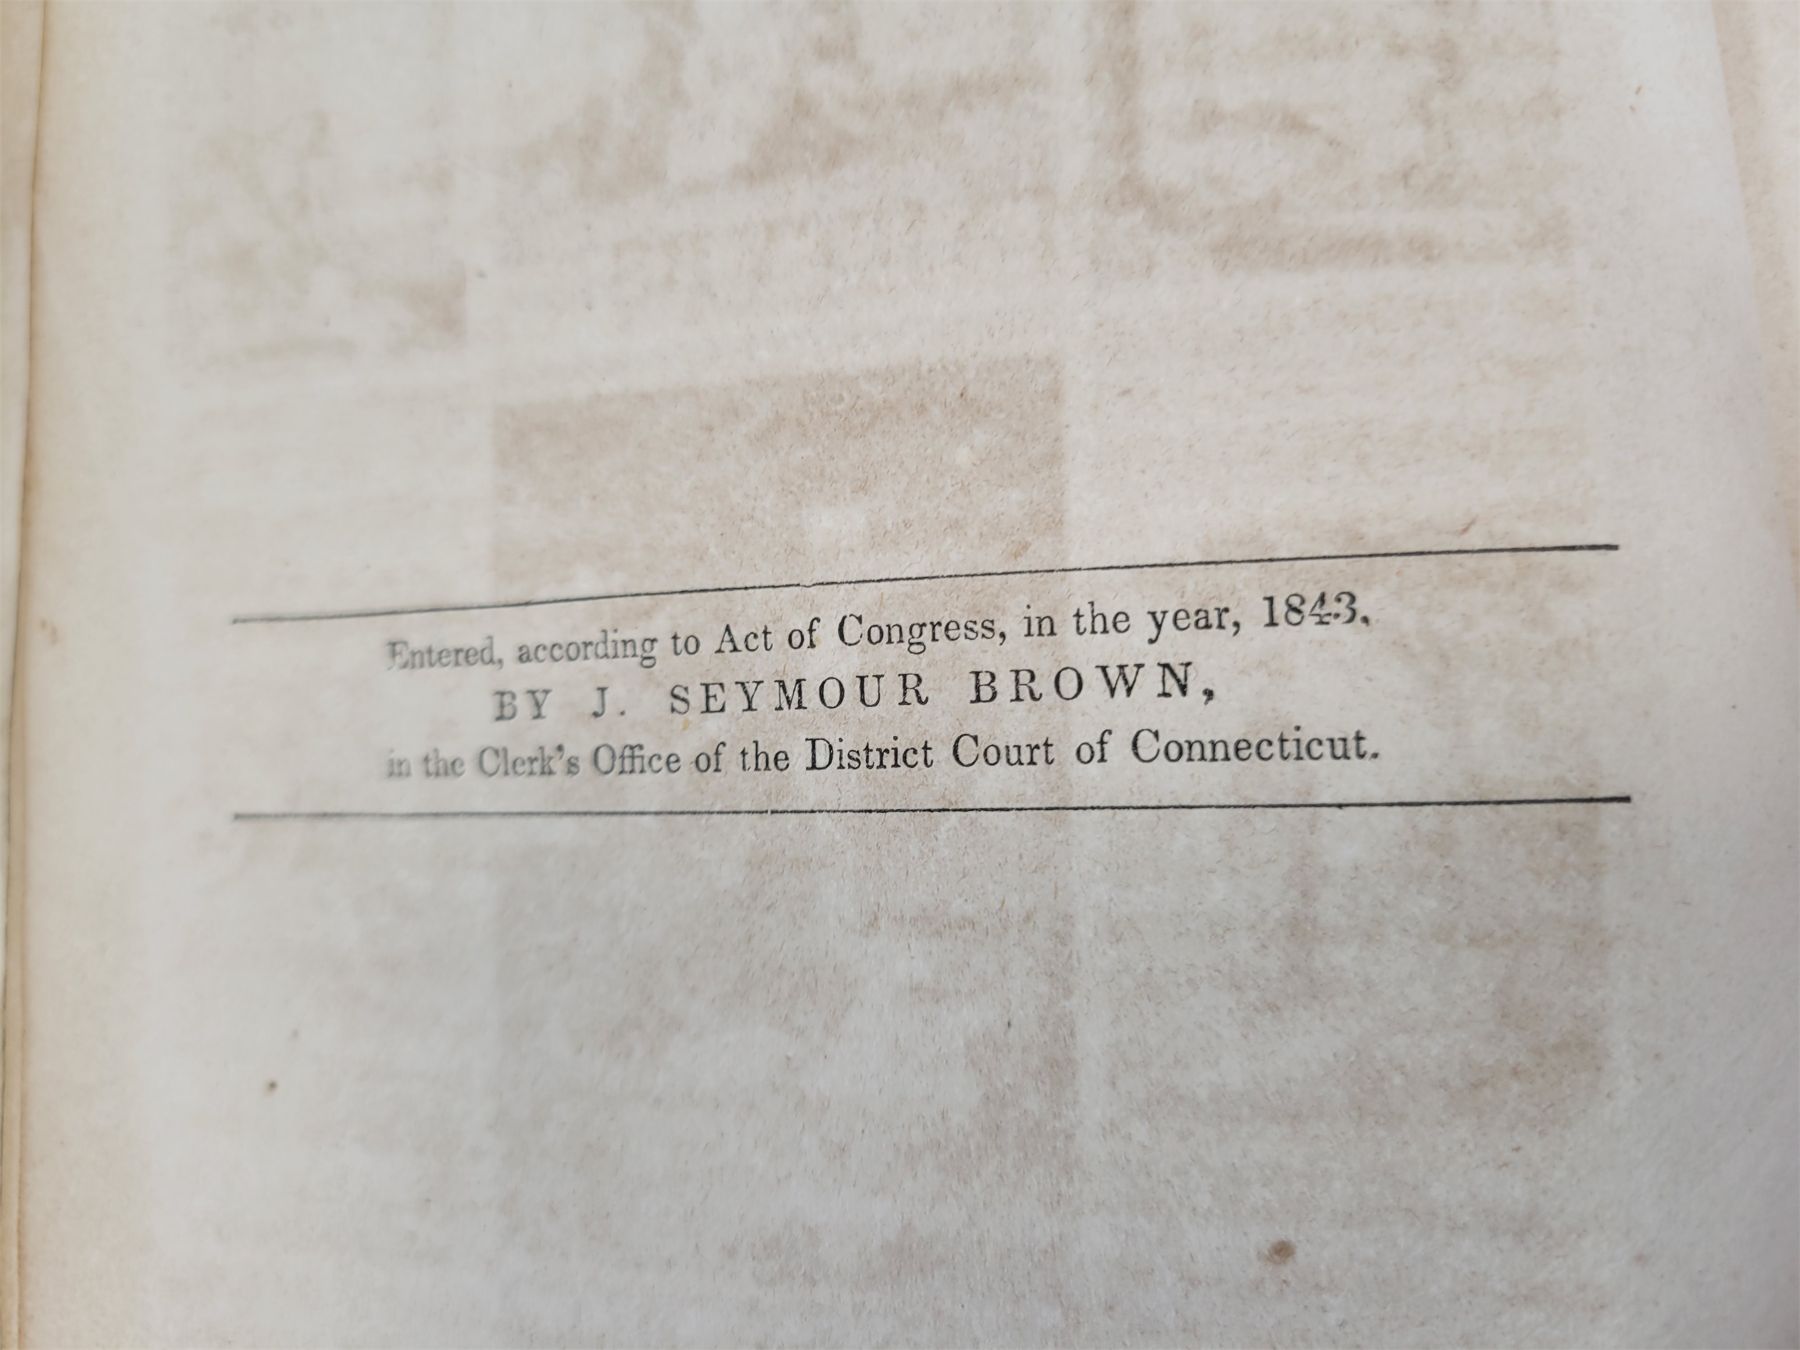 Entered, according to Act of Congress, in the year, 1843,
BY J. SEYMOUR BROWN,
in the Clerk's Office of the District Court of Connecticut.